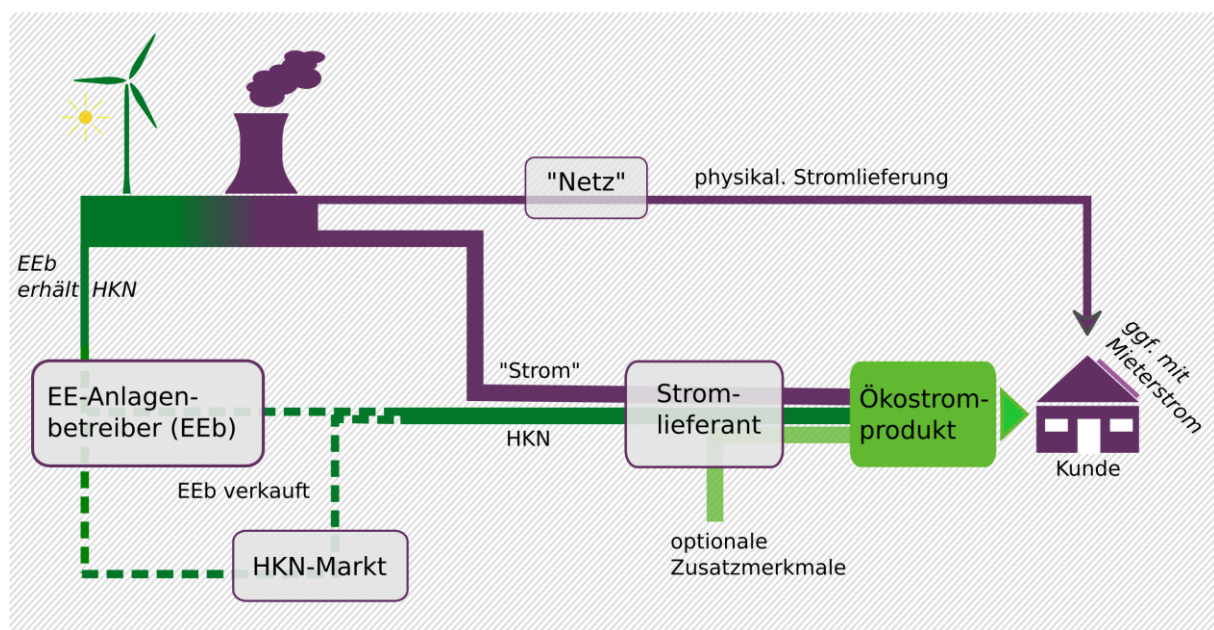 "Netz"
physikal. Stromlieferung
EEb
erhält HKN
ggf. mit
Mieterstrom
"Strom"
EE-Anlagen-
betreiber (EEb)
Strom-
lieferant
Ökostrom-
produkt
HKN
Kunde
EEb verkauft
optionale
Zusatzmerkmale
HKN-Markt